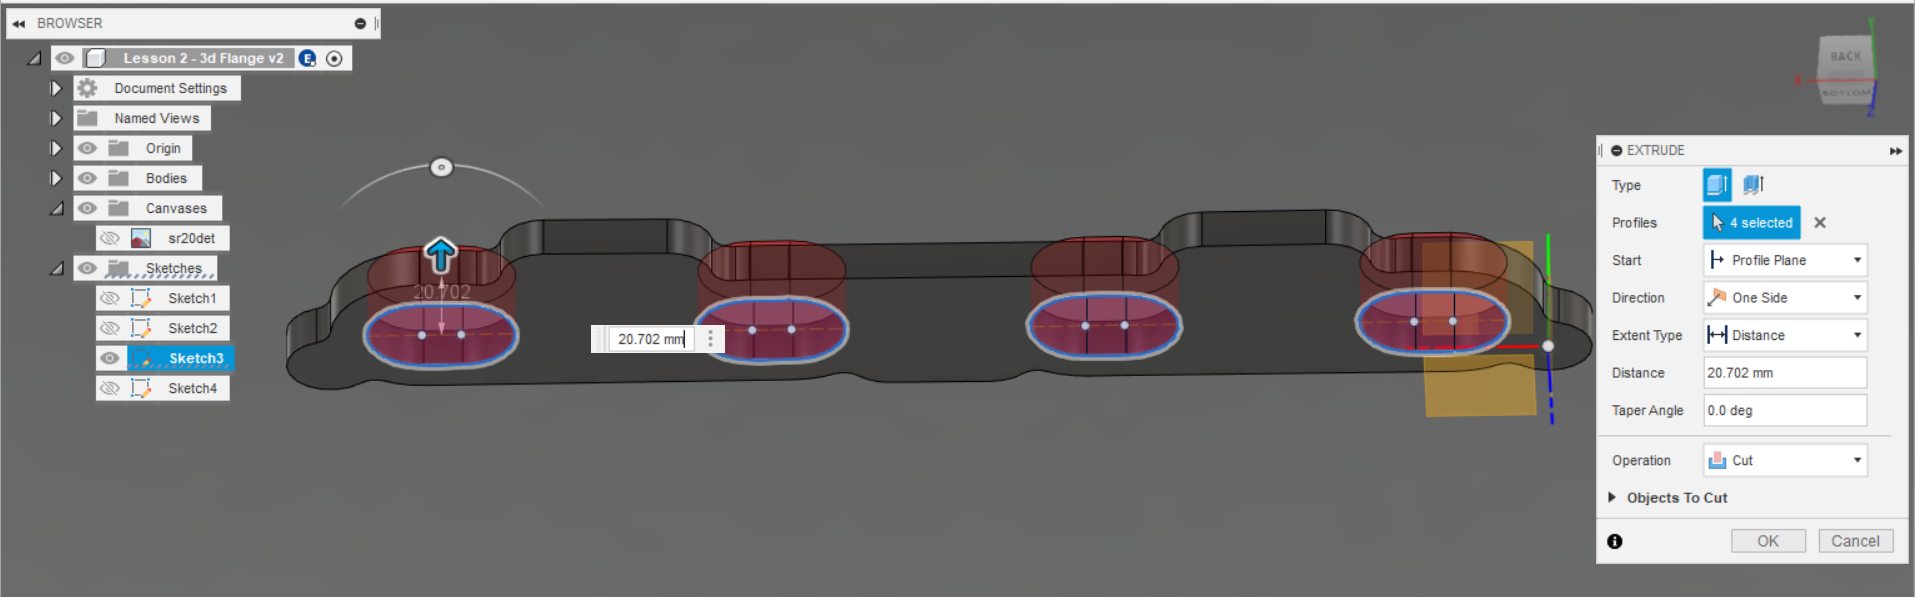 BROWSER
Lesson 2 - 3d Flange v2
E
Document Settings
Named Views
Origin
Bodies
Canvases
sr20det
Sketches
Sketch1
Sketch2
Sketch3
Sketch4
20.702
20.702 mm
Y
BACK
X
BOTTOM
Z
EXTRUDE
Type
Profiles 4 selected
Start Profile Plane
Direction One Side
Extent Type Distance
Distance 20.702 mm
Taper Angle 0.0 deg
Operation Cut
Objects To Cut
OK Cancel